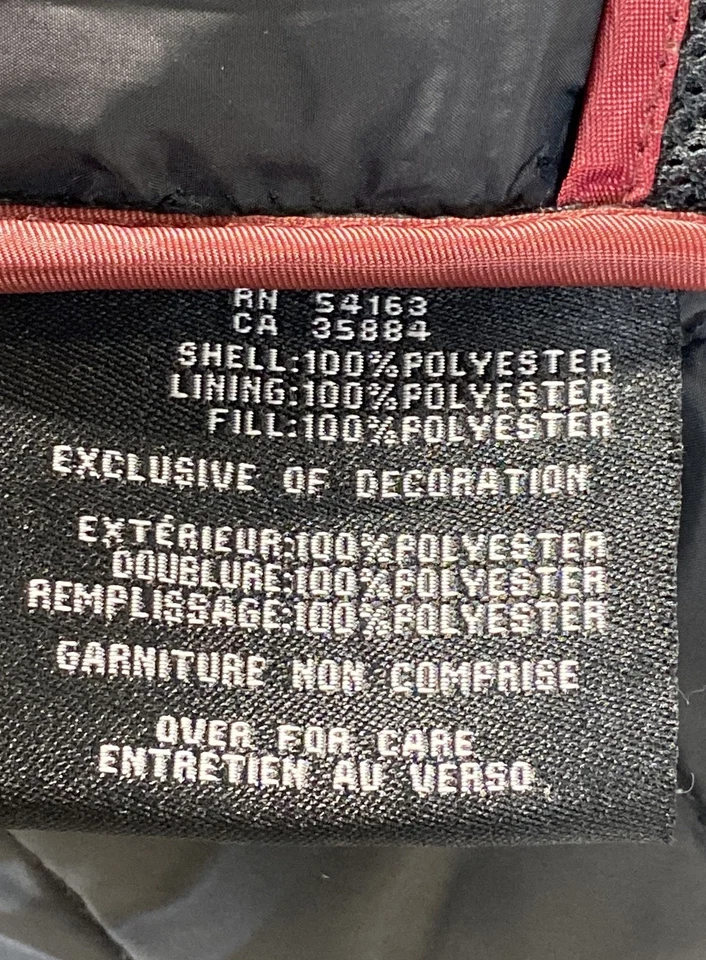 RN 54163
CA 35884
SHELL:100%POLYESTER
LINING:100%POLYESTER
FILL:100%POLYESTER
EXCLUSIVE OF DECORATION
EXTÉRIEUR:100%POLYESTER
DOUBLURE:100%POLYESTER
REMPLISSAGE:100%POLYESTER
GARNITURE NON COMPRISE
OVER FOR CARE
ENTRETIEN AU VERSO